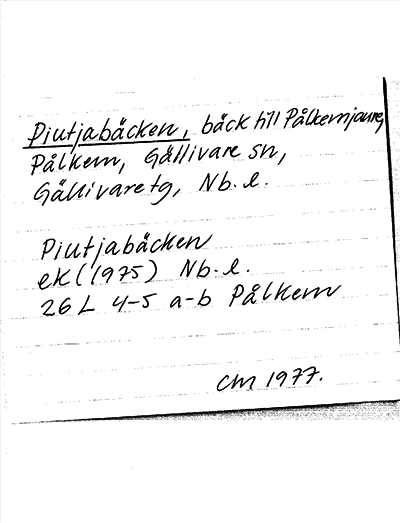 Piutjabäcken, bäck till Pålkemjaure,
Pålkem, Gällivare sn,
Gällivare tg, Nb. l.
Piutjabäcken
ek (1975) Nb. l.
26 L 4-5 a-b Pålkem
CM 1977.